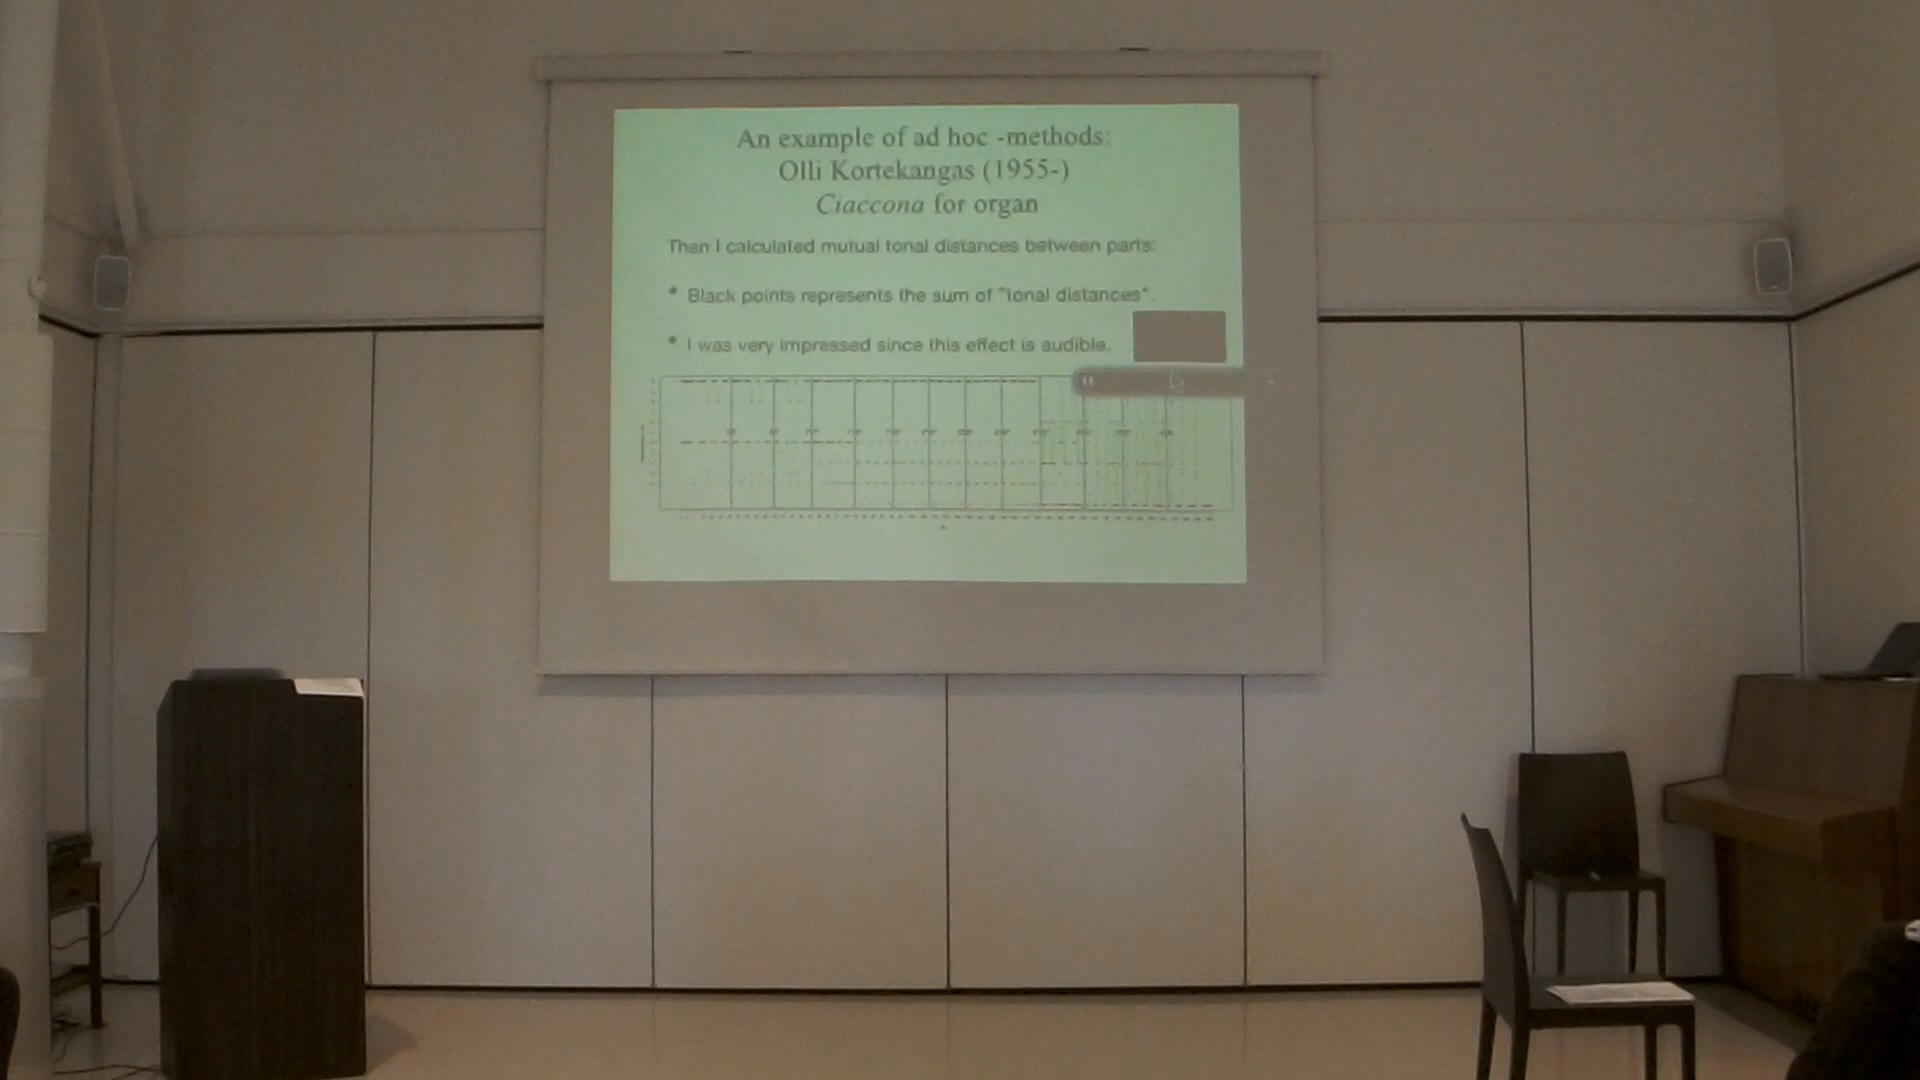 An example of ad hoc -methods:
Olli Kortekangas (1955-)
Ciaccona for organ
Then I calculated mutual tonal distances between parts:
• Black points represents the sum of "tonal distances".
• I was very impressed since this effect is audible.